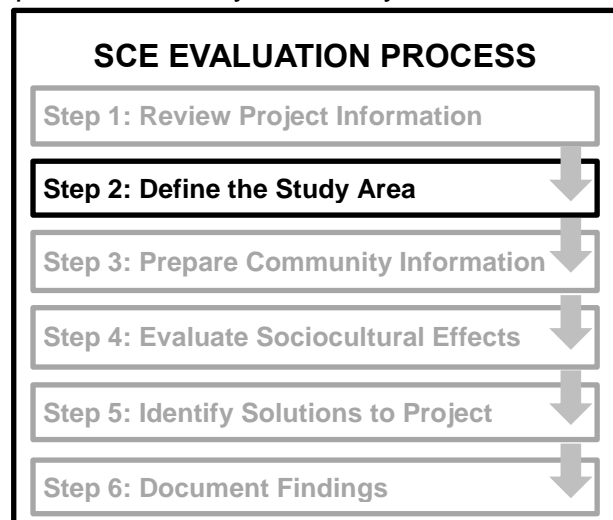 SCE EVALUATION PROCESS
Step 1: Review Project Information
Step 2: Define the Study Area
Step 3: Prepare Community Information
Step 4: Evaluate Sociocultural Effects
Step 5: Identify Solutions to Project
Step 6: Document Findings